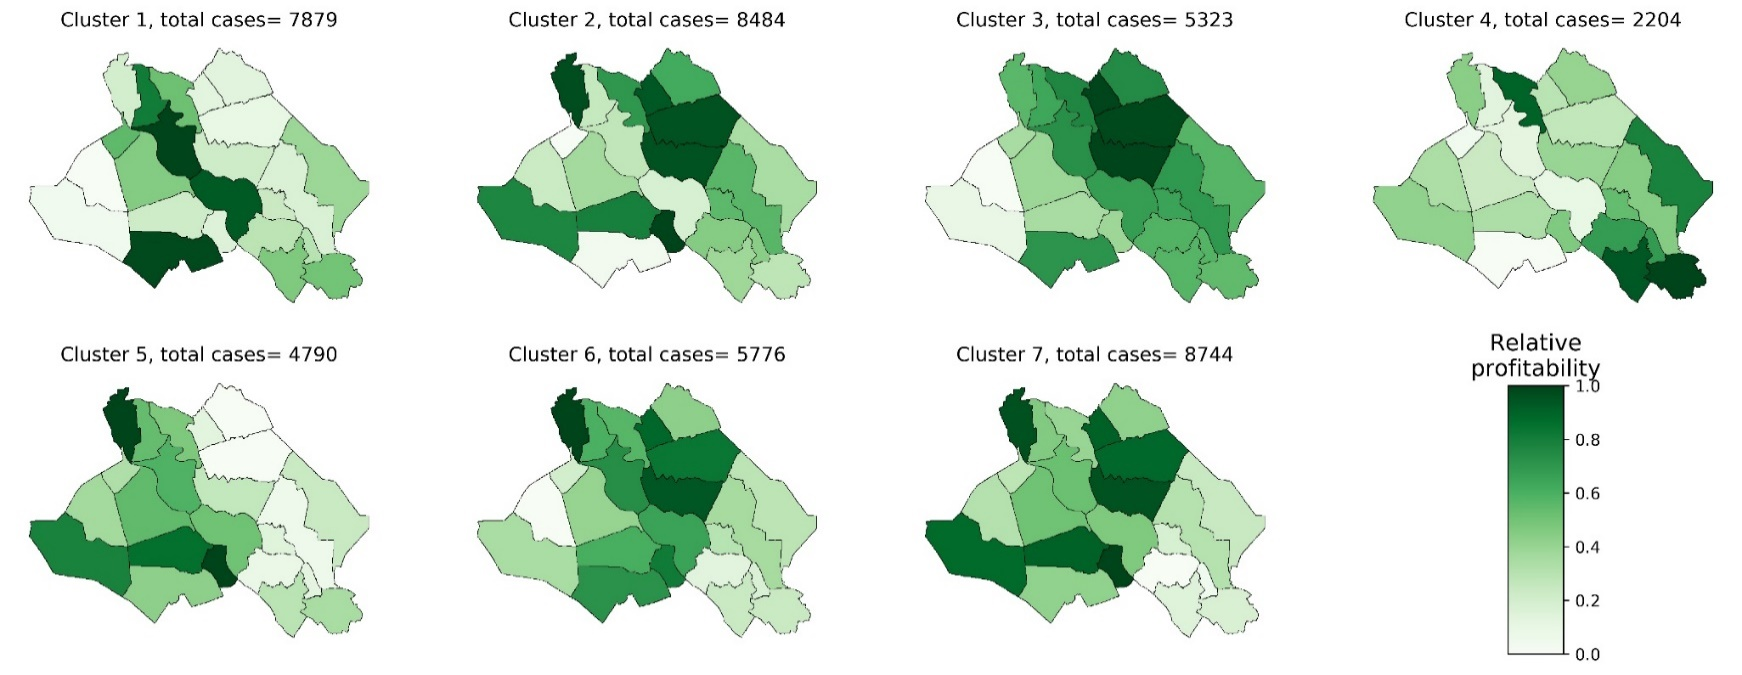 Cluster 1, total cases= 7879
Cluster 2, total cases= 8484
Cluster 3, total cases= 5323
Cluster 4, total cases= 2204
Cluster 5, total cases= 4790
Cluster 6, total cases= 5776
Cluster 7, total cases= 8744
Relative
profitability
1.0
0.8
0.6
0.4
0.2
0.0